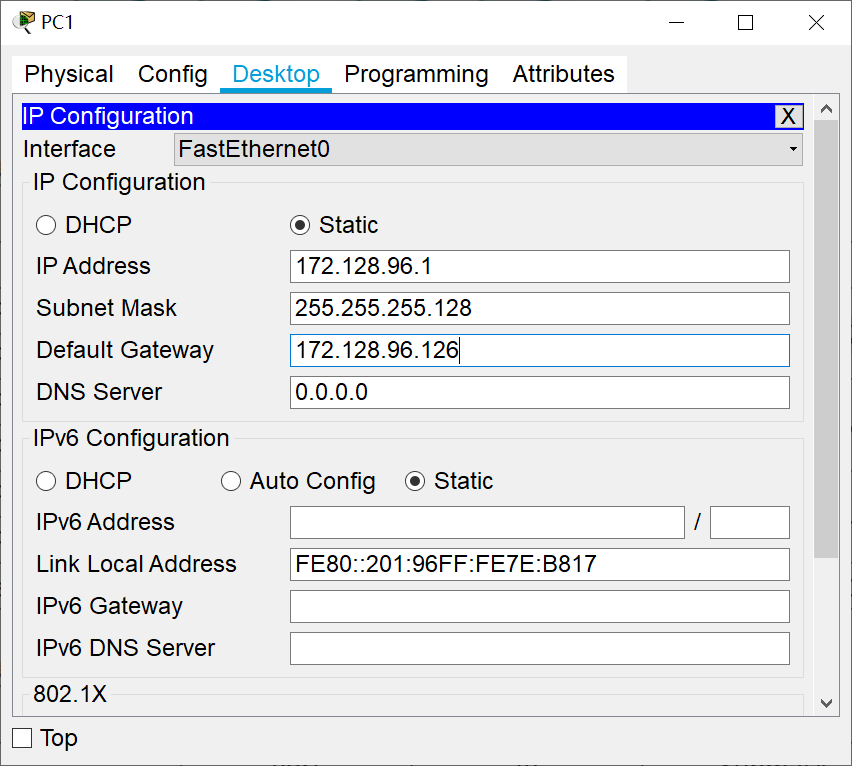 PC1
Physical Config Desktop Programming Attributes
IP Configuration X
Interface FastEthernet0
IP Configuration
DHCP Static
IP Address 172.128.96.1
Subnet Mask 255.255.255.128
Default Gateway 172.128.96.126
DNS Server 0.0.0.0
IPv6 Configuration
DHCP Auto Config Static
IPv6 Address /
Link Local Address FE80::201:96FF:FE7E:B817
IPv6 Gateway
IPv6 DNS Server
802.1X
Top